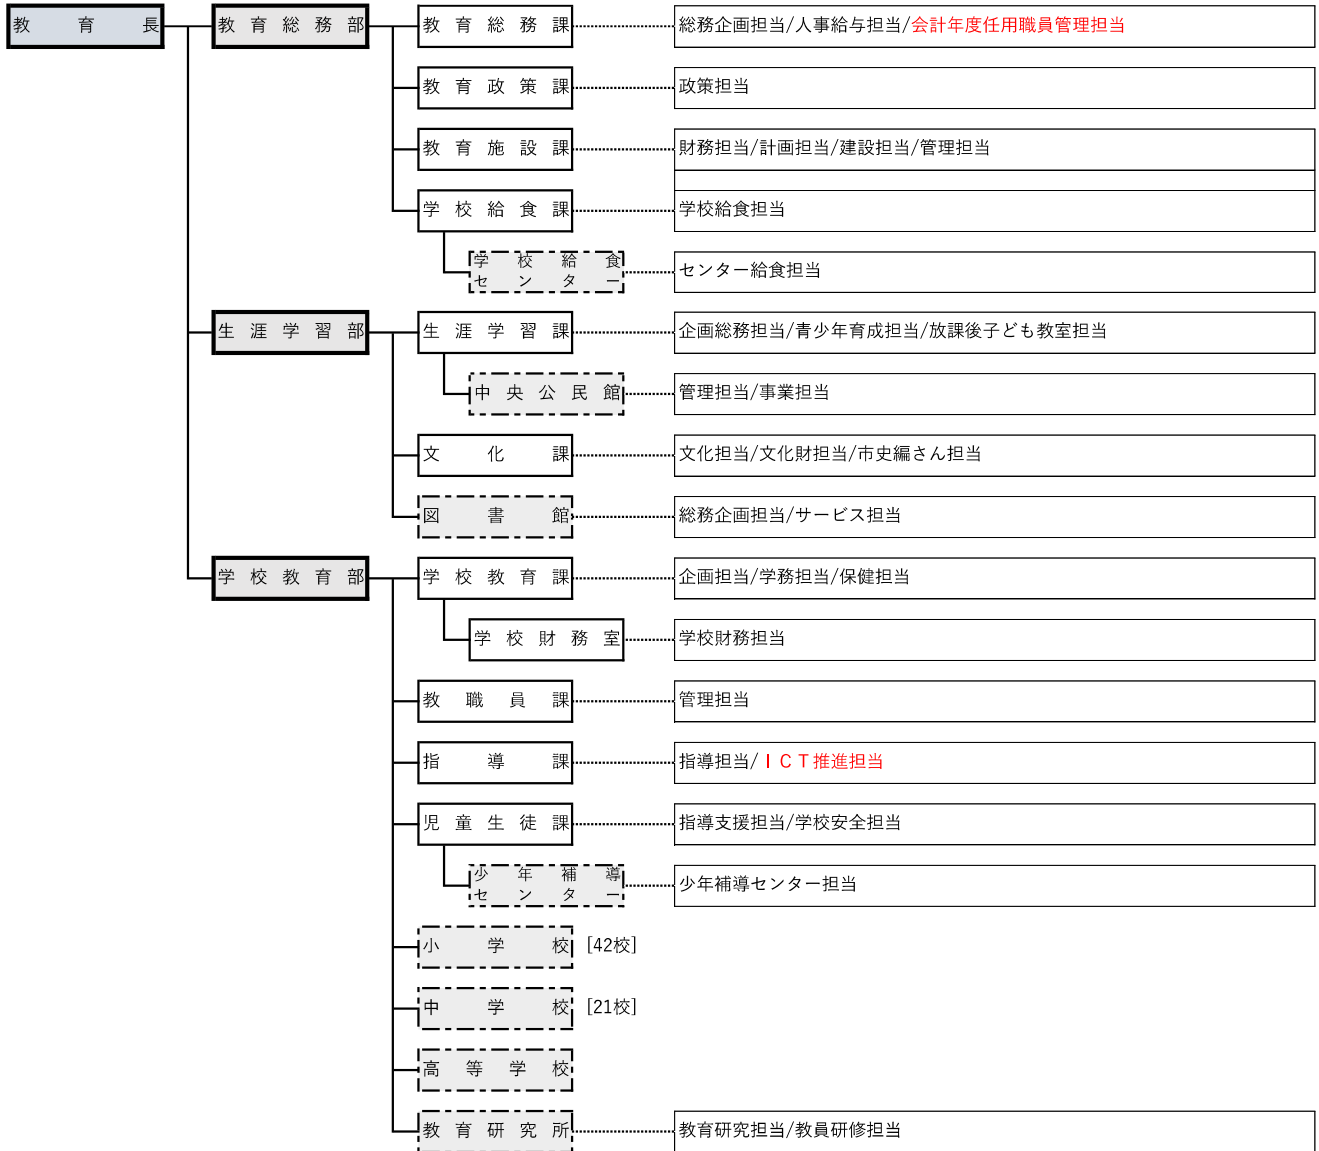 教育長
教育総務部
教育総務課
総務企画担当/人事給与担当/会計年度任用職員管理担当
教育政策課
政策担当
教育施設課
財務担当/計画担当/建設担当/管理担当
学校給食課
学校給食担当
学校給食
センター
センター給食担当
生涯学習部
生涯学習課
企画総務担当/青少年育成担当/放課後子ども教室担当
中央公民館
管理担当/事業担当
文化課
文化担当/文化財担当/市史編さん担当
図書館
総務企画担当/サービス担当
学校教育部
学校教育課
企画担当/学務担当/保健担当
学校財務室
学校財務担当
教職員課
管理担当
指導課
指導担当/ＩＣＴ推進担当
児童生徒課
指導支援担当/学校安全担当
少年補導
センター
少年補導センター担当
小学校
[42校]
中学校
[21校]
高等学校
教育研究所
教育研究担当/教員研修担当